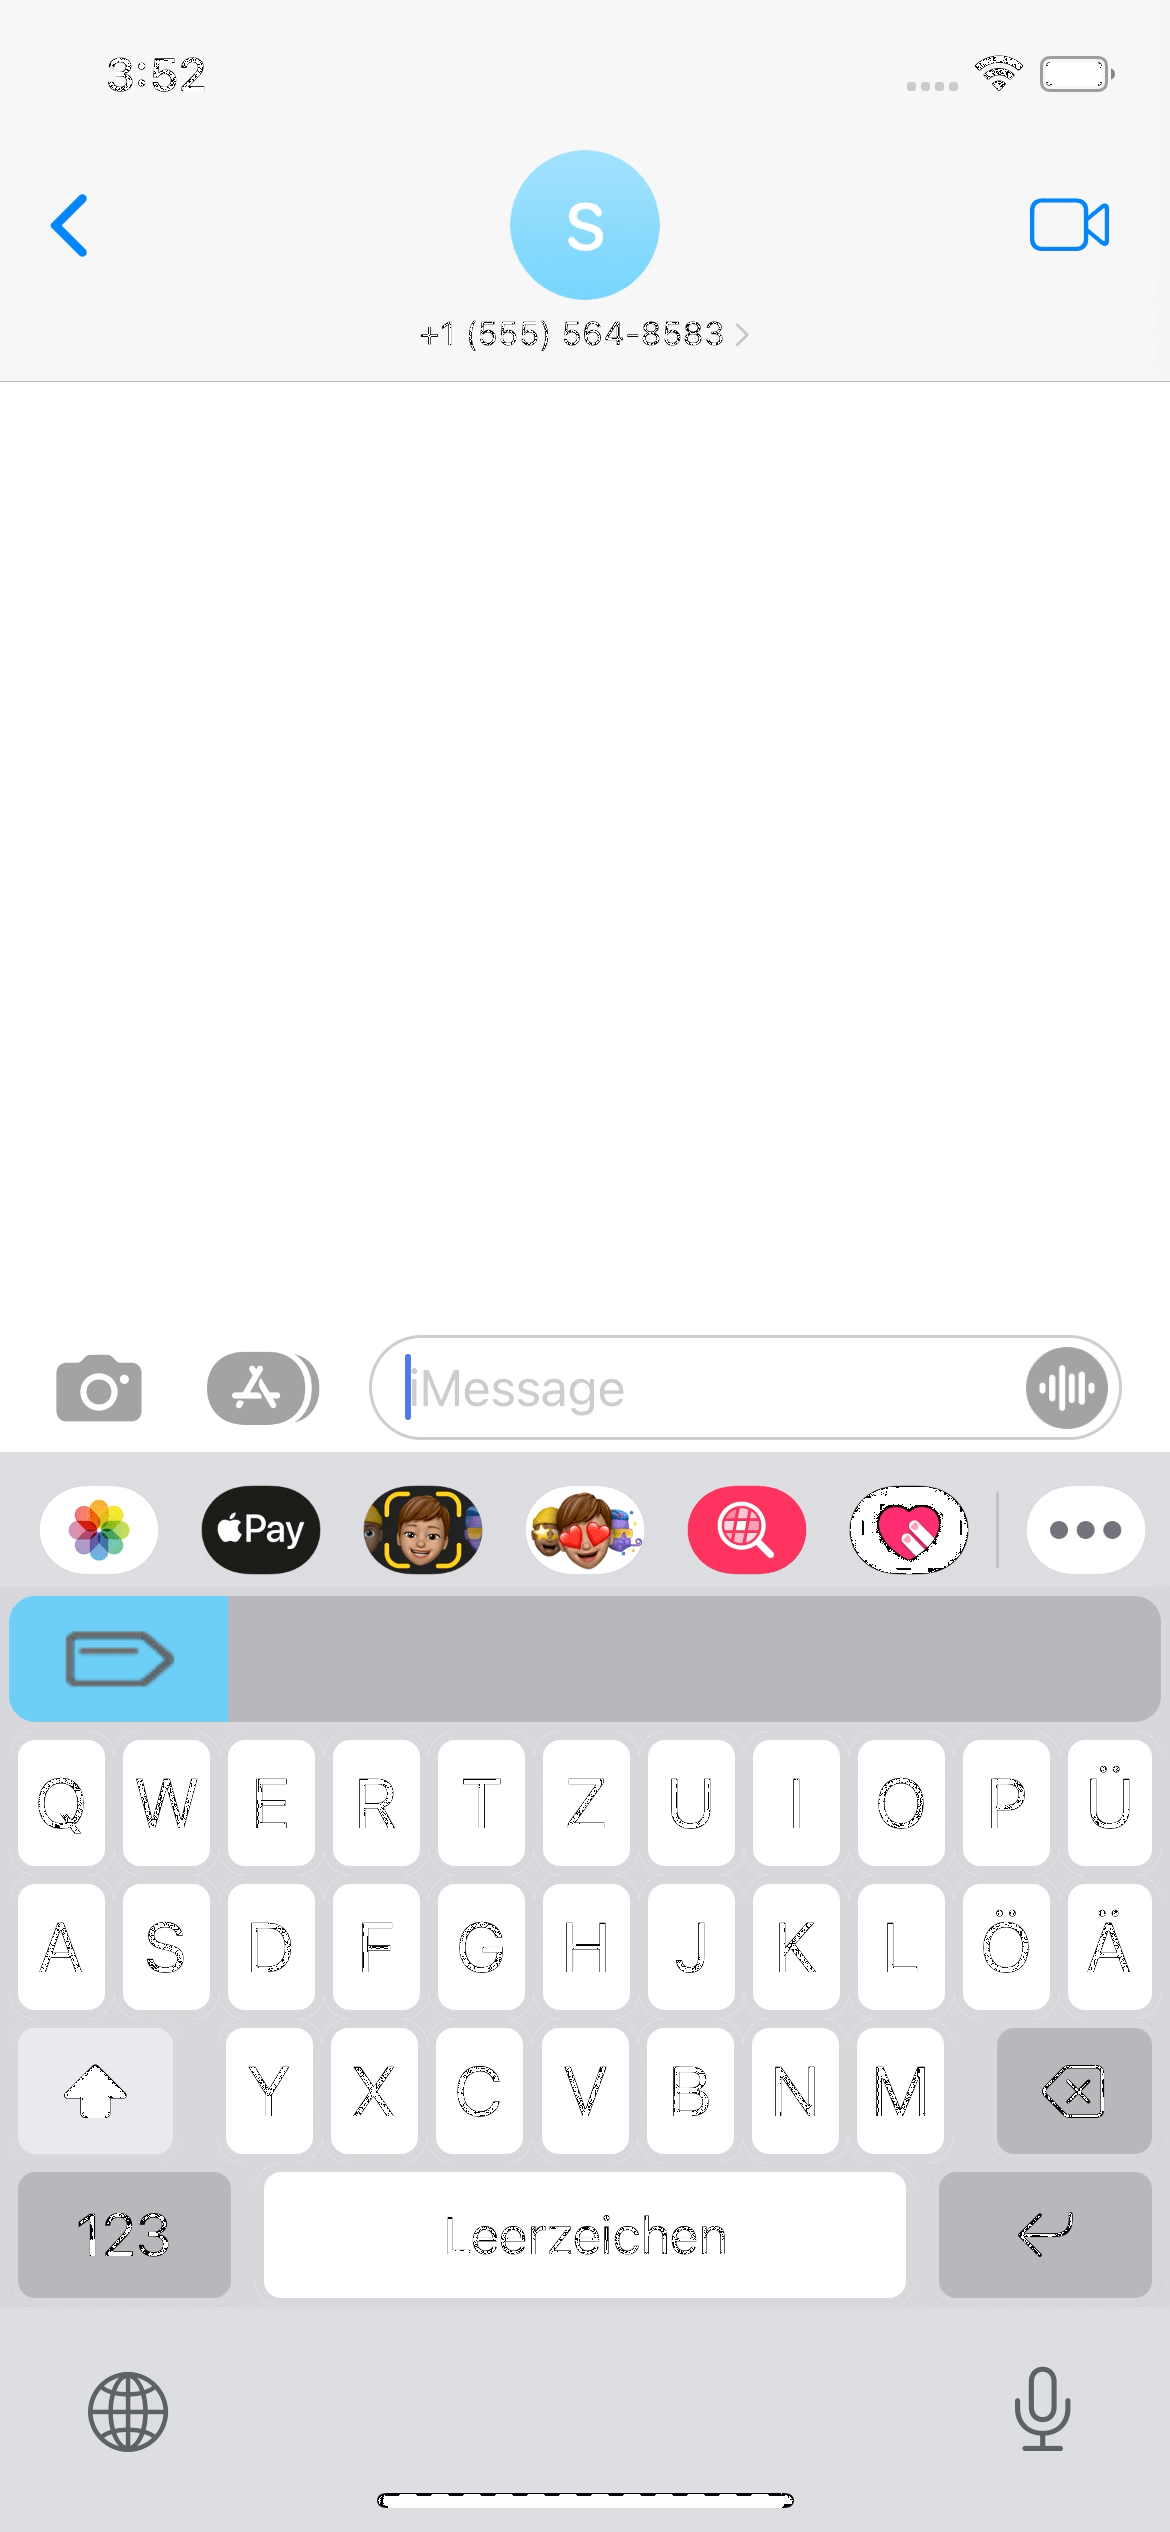 3:52
S
+1 (555) 564-8583
iMessage
Pay
Q W E R T Z U I O P Ü
A S D F G H J K L Ö Ä
Y X C V B N M
123 Leerzeichen